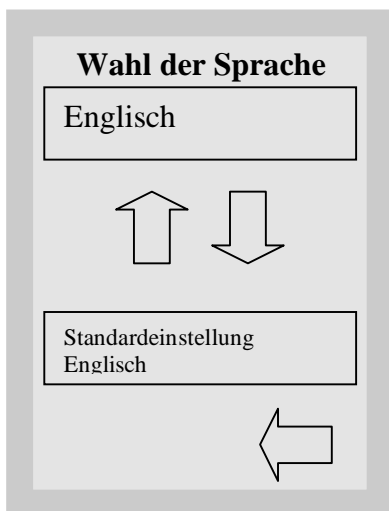 Wahl der Sprache
Englisch
Standardeinstellung
Englisch